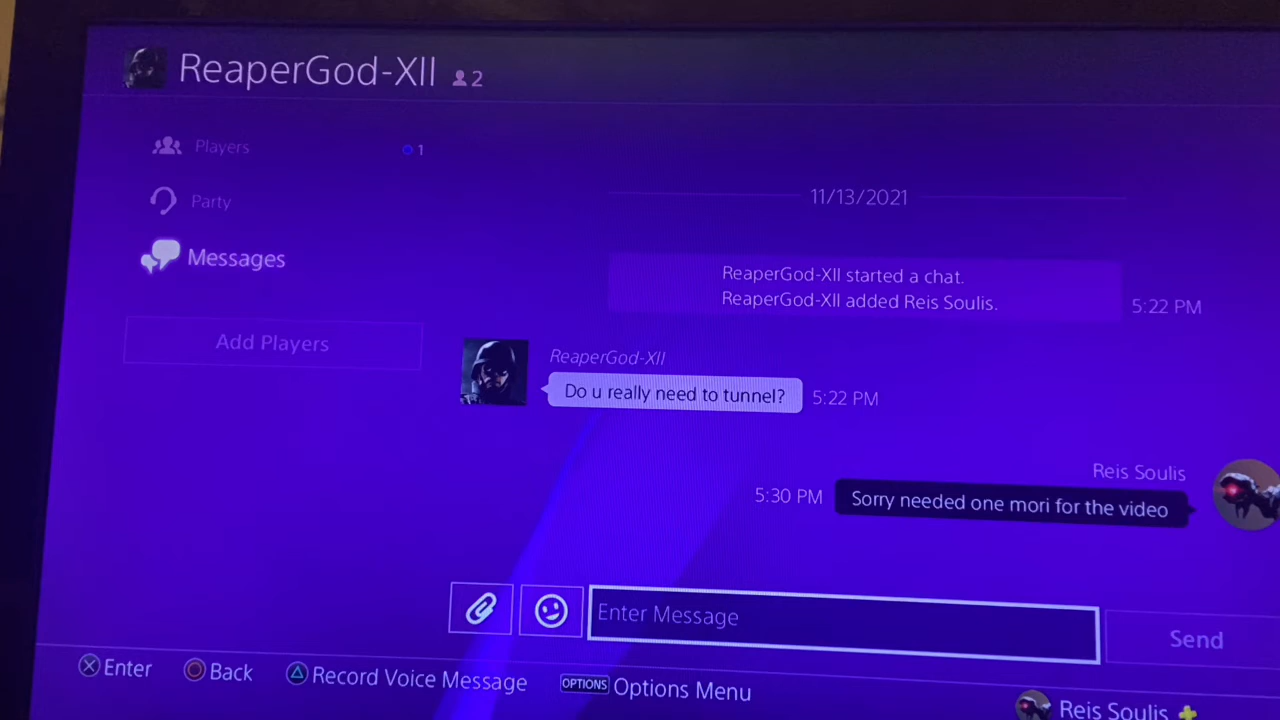 ReaperGod-XII 2
Players 1
Party
Messages
Add Players
11/13/2021
ReaperGod-XII started a chat.
ReaperGod-XII added Reis Soulis.
5:22 PM
ReaperGod-XII
Do u really need to tunnel?
5:22 PM
Reis Soulis
5:30 PM
Sorry needed one mori for the video
Enter Message
Send
Enter
Back
Record Voice Message
OPTIONS Options Menu
Reis Soulis